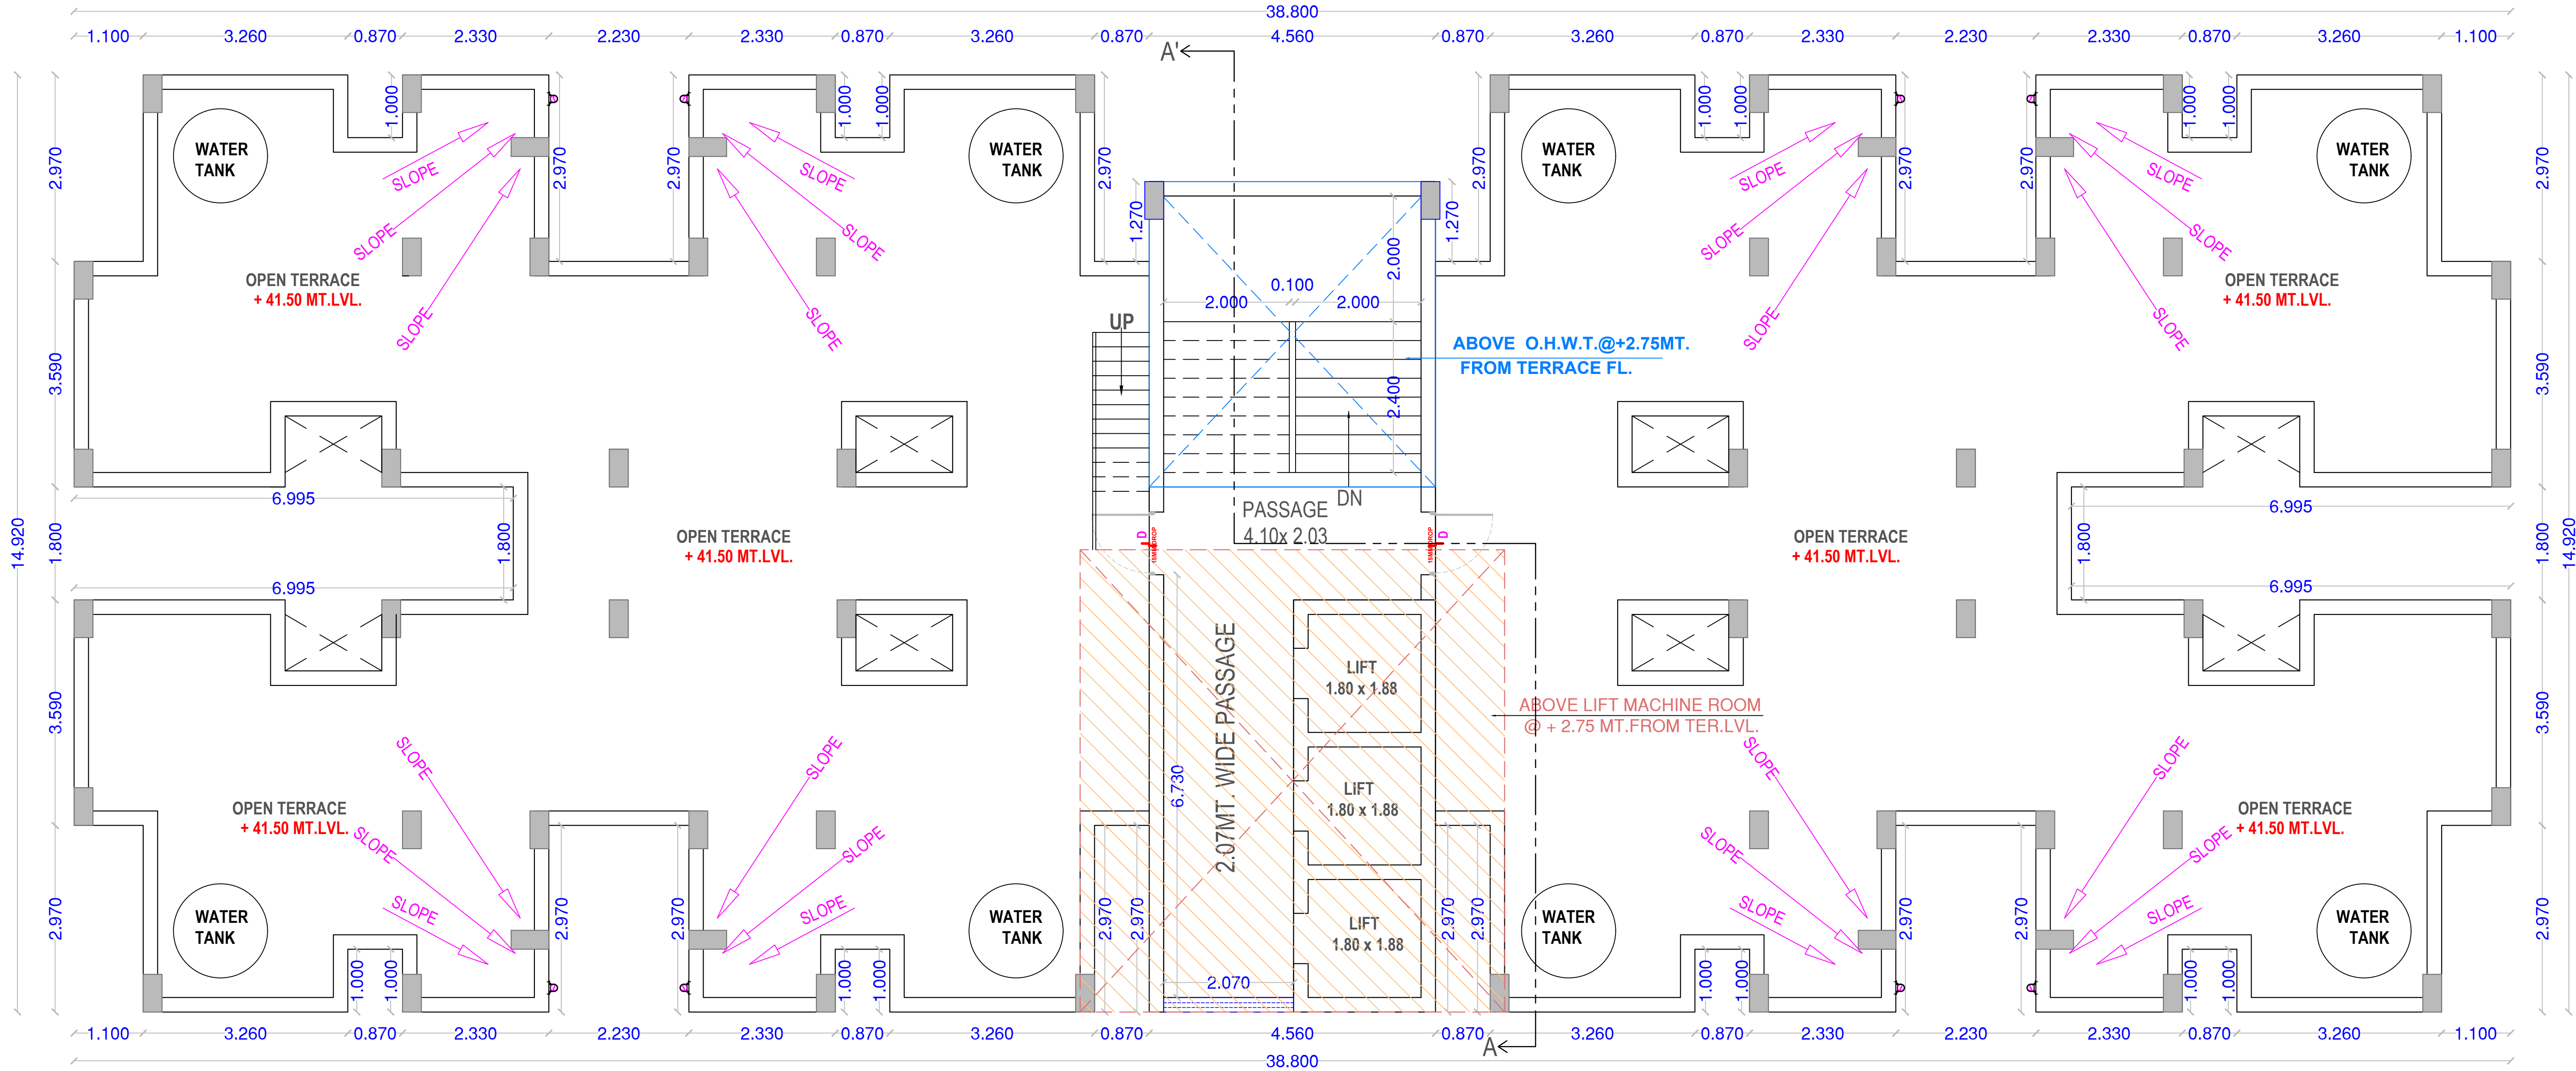 38.800
1.100 3.260 0.870 2.330 2.230 2.330 0.870 3.260 0.870 4.560 0.870 3.260 0.870 2.330 2.230 2.330 0.870 3.260 1.100
A'
1.000 1.000 1.000 1.000 1.000 1.000 1.000
WATER
TANK
WATER
TANK
WATER
TANK
WATER
TANK
SLOPE SLOPE SLOPE SLOPE
2.970 2.970 2.970 2.970 2.970 2.970 2.970 2.970
1.270 1.270
SLOPE SLOPE SLOPE SLOPE
2.000
OPEN TERRACE
+ 41.50 MT.LVL.
OPEN TERRACE
+ 41.50 MT.LVL.
0.100
2.000 2.000
SLOPE SLOPE SLOPE SLOPE
UP
ABOVE O.H.W.T.@+2.75MT.
FROM TERRACE FL.
3.590 2.400 3.590
DN
6.995
PASSAGE
4.10x 2.03
6.995
14.920 1.800 1.800 1.800 1.800 14.920
OPEN TERRACE
+ 41.50 MT.LVL.
D
15MM DROP
15MM DROP
D
OPEN TERRACE
+ 41.50 MT.LVL.
6.995 6.995
3.590 3.590
2.07MT. WIDE PASSAGE
6.730
LIFT
1.80 x 1.88
ABOVE LIFT MACHINE ROOM
@ + 2.75 MT.FROM TER.LVL.
SLOPE SLOPE SLOPE SLOPE
LIFT
1.80 x 1.88
OPEN TERRACE
+ 41.50 MT.LVL.
OPEN TERRACE
+ 41.50 MT.LVL.
SLOPE SLOPE SLOPE SLOPE
SLOPE SLOPE SLOPE SLOPE
2.970 2.970 2.970 2.970 2.970 2.970 2.970 2.970 2.970 2.970
WATER
TANK
WATER
TANK
LIFT
1.80 x 1.88
WATER
TANK
WATER
TANK
1.000 1.000 1.000 1.000 1.000 1.000 1.000 1.000
2.070
1.100 3.260 0.870 2.330 2.230 2.330 0.870 3.260 0.870 4.560 0.870 3.260 0.870 2.330 2.230 2.330 0.870 3.260 1.100
A
38.800